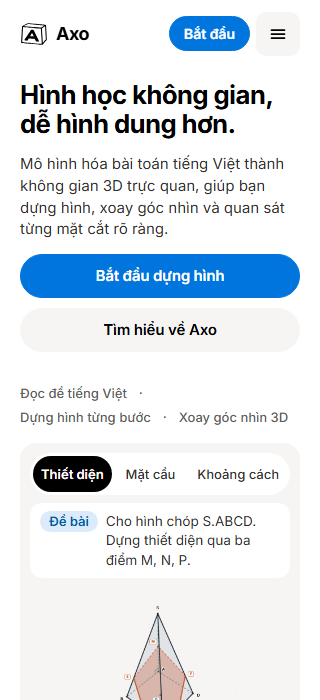 Axo
Bắt đầu
Hình học không gian,
dễ hình dung hơn.
Mô hình hóa bài toán tiếng Việt thành
không gian 3D trực quan, giúp bạn
dựng hình, xoay góc nhìn và quan sát
từng mặt cắt rõ ràng.
Bắt đầu dựng hình
Tìm hiểu về Axo
Đọc đề tiếng Việt ·
Dựng hình từng bước · Xoay góc nhìn 3D
Thiết diện Mặt cầu Khoảng cách
Đề bài
Cho hình chóp S.ABCD.
Dựng thiết diện qua ba
điểm M, N, P.
S